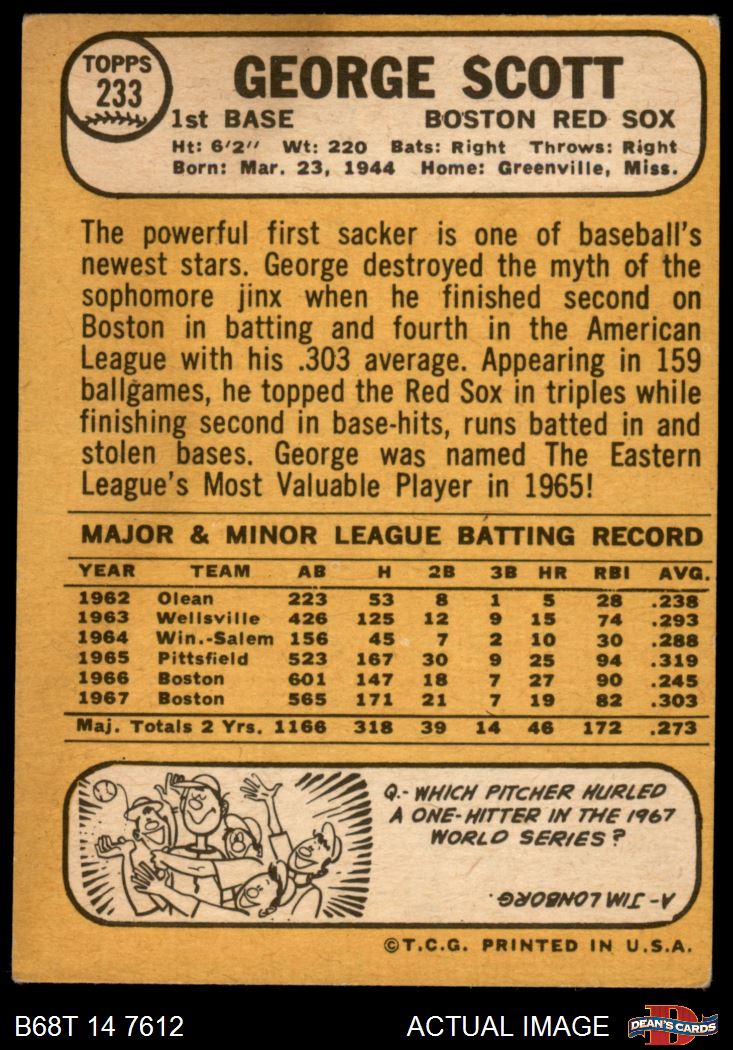 TOPPS
233
GEORGE SCOTT
1st BASE BOSTON RED SOX
Ht: 6'2" Wt: 220 Bats: Right Throws: Right
Born: Mar. 23, 1944 Home: Greenville, Miss.
The powerful first sacker is one of baseball's
newest stars. George destroyed the myth of the
sophomore jinx when he finished second on
Boston in batting and fourth in the American
League with his .303 average. Appearing in 159
ballgames, he topped the Red Sox in triples while
finishing second in base-hits, runs batted in and
stolen bases. George was named The Eastern
League's Most Valuable Player in 1965!
MAJOR & MINOR LEAGUE BATTING RECORD
YEAR TEAM AB H 2B 3B HR RBI AVG.
1962 Olean 223 53 8 1 5 28 .238
1963 Wellsville 426 125 12 9 15 74 .293
1964 Win.-Salem 156 45 7 2 10 30 .288
1965 Pittsfield 523 167 30 9 25 94 .319
1966 Boston 601 147 18 7 27 90 .245
1967 Boston 565 171 21 7 19 82 .303
Maj. Totals 2 Yrs. 1166 318 39 14 46 172 .273
Q.- WHICH PITCHER HURLED
A ONE-HITTER IN THE 1967
WORLD SERIES?
A- JIM LONBORG.
©T.C.G. PRINTED IN U.S.A.
B68T 14 7612 ACTUAL IMAGE
DEAN'S CARDS